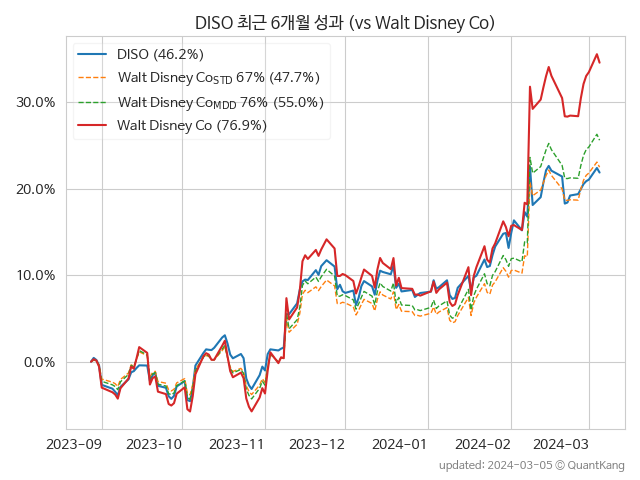 DISO 최근 6개월 성과 (vs Walt Disney Co)
DISO (46.2%)
Walt Disney Co_STD 67% (47.7%)
Walt Disney Co_MDD 76% (55.0%)
Walt Disney Co (76.9%)
30.0%
20.0%
10.0%
0.0%
2023-09 2023-10 2023-11 2023-12 2024-01 2024-02 2024-03
updated: 2024-03-05 © QuantKang